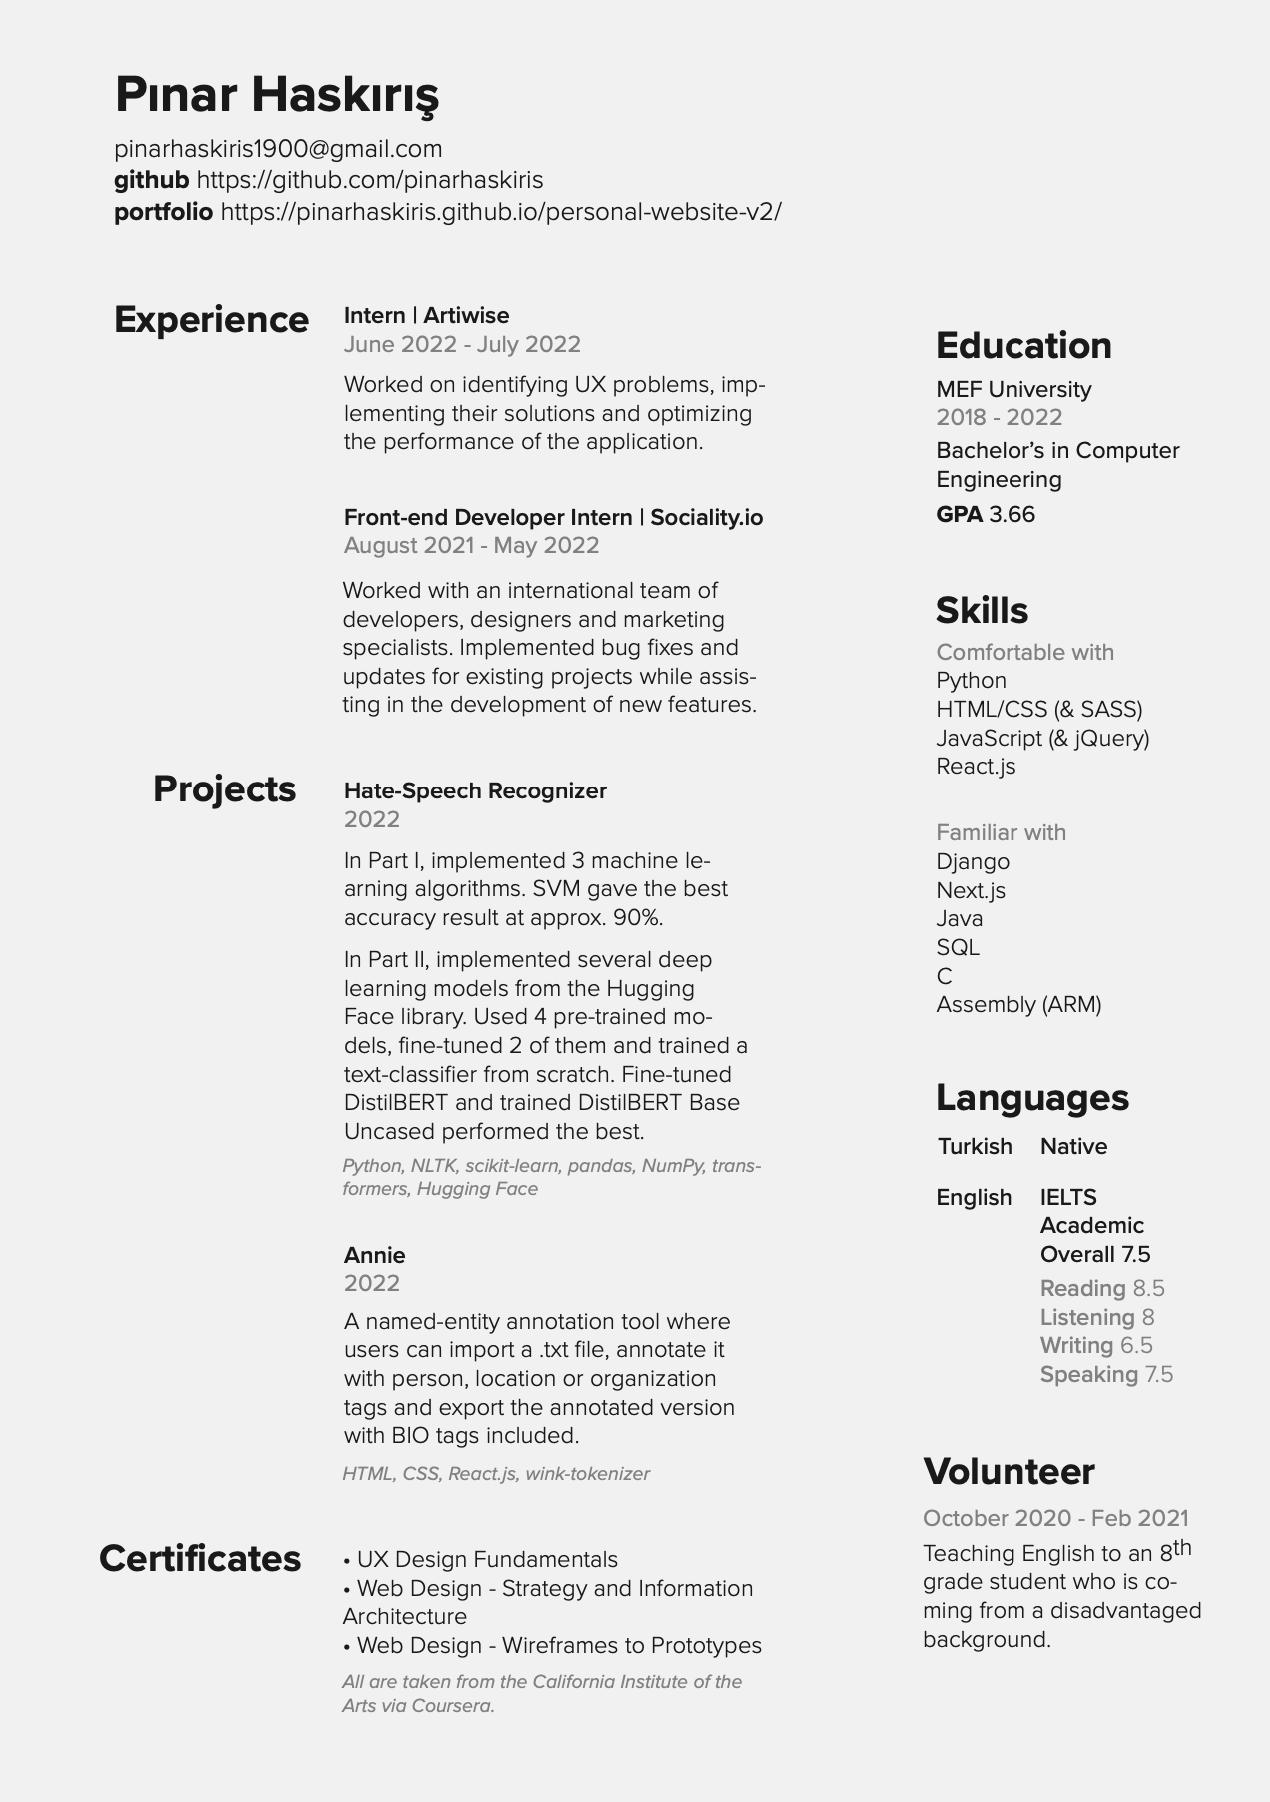 Pınar Haskırış
pinarhaskiris1900@gmail.com
github https://github.com/pinarhaskiris
portfolio https://pinarhaskiris.github.io/personal-website-v2/
Experience
Intern | Artiwise
June 2022 - July 2022
Worked on identifying UX problems, imp-
lementing their solutions and optimizing
the performance of the application.
Front-end Developer Intern | Sociality.io
August 2021 - May 2022
Worked with an international team of
developers, designers and marketing
specialists. Implemented bug fixes and
updates for existing projects while assis-
ting in the development of new features.
Projects
Hate-Speech Recognizer
2022
In Part I, implemented 3 machine le-
arning algorithms. SVM gave the best
accuracy result at approx. 90%.
In Part II, implemented several deep
learning models from the Hugging
Face library. Used 4 pre-trained mo-
dels, fine-tuned 2 of them and trained a
text-classifier from scratch. Fine-tuned
DistilBERT and trained DistilBERT Base
Uncased performed the best.
Python, NLTK, scikit-learn, pandas, NumPy, trans-
formers, Hugging Face
Annie
2022
A named-entity annotation tool where
users can import a .txt file, annotate it
with person, location or organization
tags and export the annotated version
with BIO tags included.
HTML, CSS, React.js, wink-tokenizer
Certificates
• UX Design Fundamentals
• Web Design - Strategy and Information
Architecture
• Web Design - Wireframes to Prototypes
All are taken from the California Institute of the
Arts via Coursera.
Education
MEF University
2018 - 2022
Bachelor’s in Computer
Engineering
GPA 3.66
Skills
Comfortable with
Python
HTML/CSS (& SASS)
JavaScript (& jQuery)
React.js
Familiar with
Django
Next.js
Java
SQL
C
Assembly (ARM)
Languages
Turkish Native
English IELTS
Academic
Overall 7.5
Reading 8.5
Listening 8
Writing 6.5
Speaking 7.5
Volunteer
October 2020 - Feb 2021
Teaching English to an 8th
grade student who is co-
ming from a disadvantaged
background.